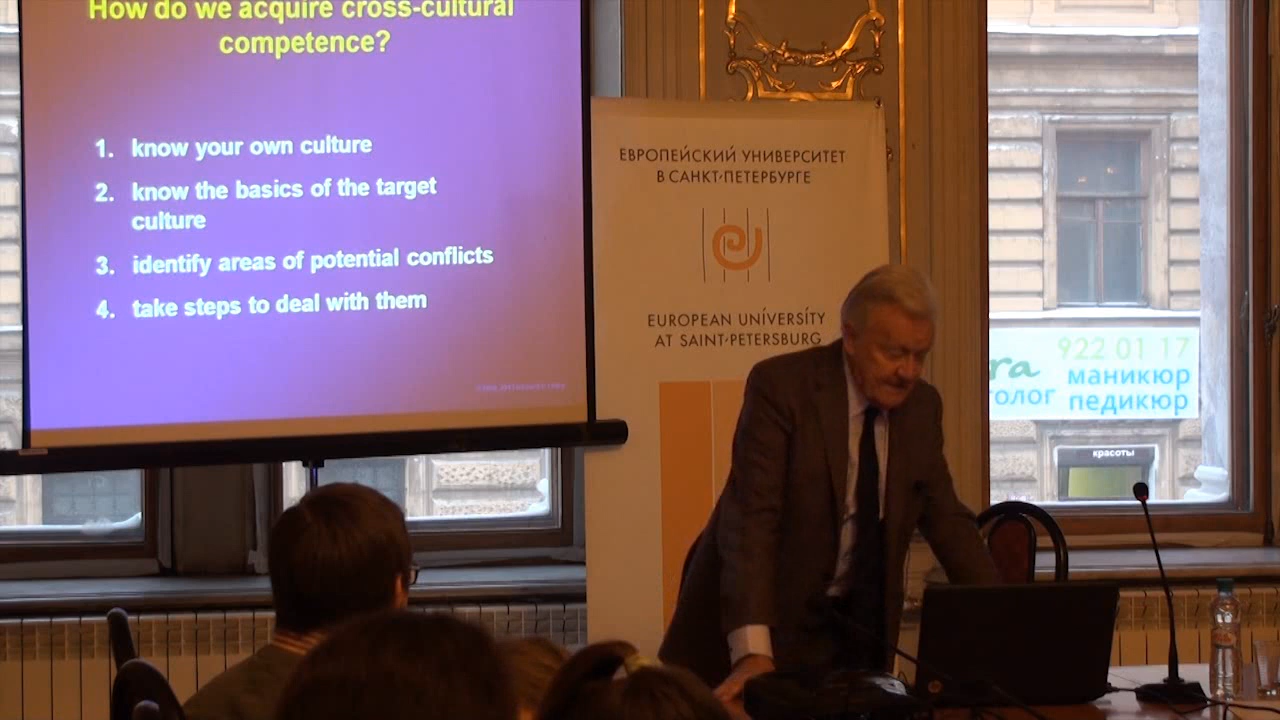 How do we acquire cross-cultural
competence?
1. know your own culture
2. know the basics of the target
culture
3. identify areas of potential conflicts
4. take steps to deal with them
ЕВРОПЕЙСКИЙ УНИВЕРСИТЕТ
В САНКТ-ПЕТЕРБУРГЕ
EUROPEAN UNIVERSITY
AT SAINT-PETERSBURG
922 01 17
маникюр
педикюр
красоты